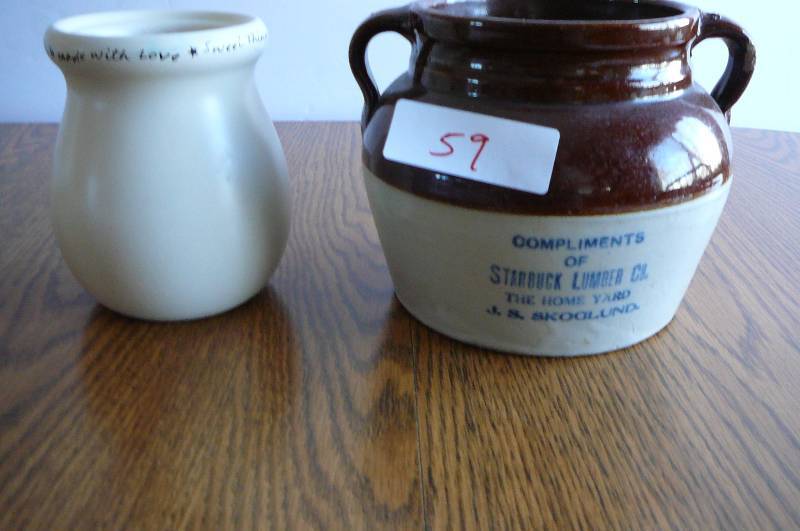 made with Love ★ Sweet
59
COMPLIMENTS
OF
STARBUCK LUMBER CO.
THE HOME YARD
J. S. SKOGLUND.